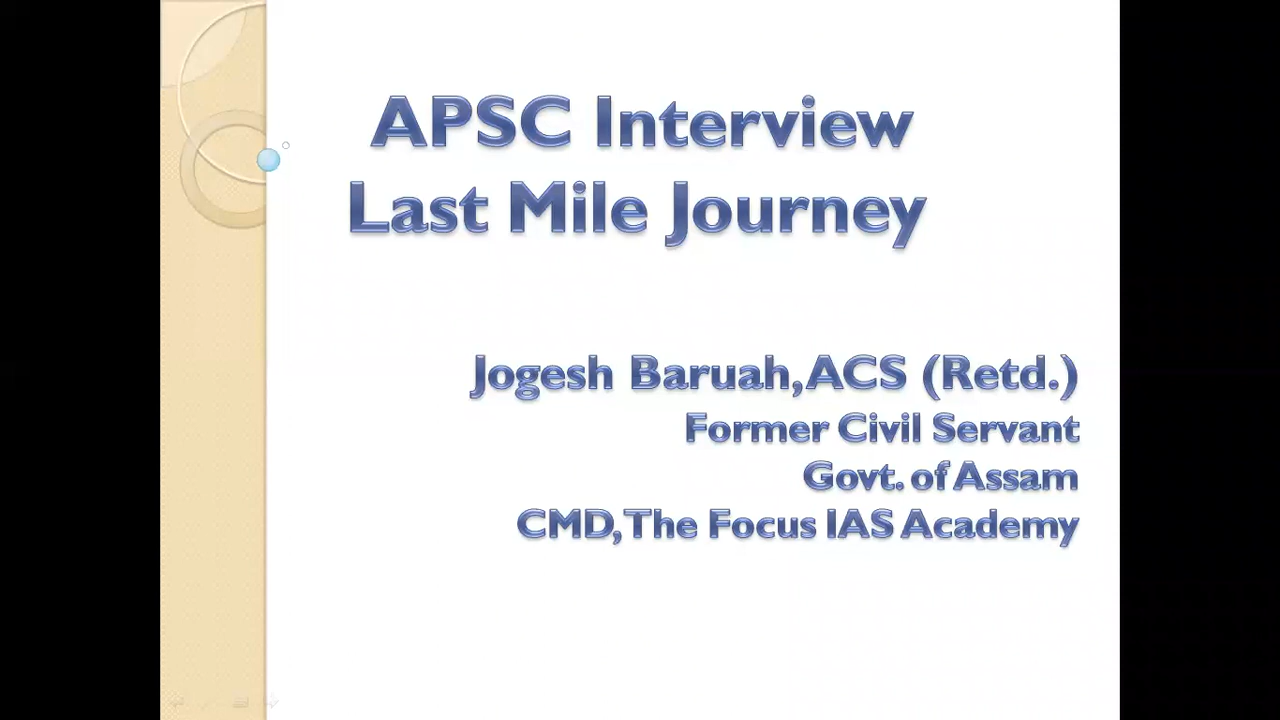 APSC Interview
Last Mile Journey
Jogesh Baruah, ACS (Retd.)
Former Civil Servant
Govt. of Assam
CMD, The Focus IAS Academy